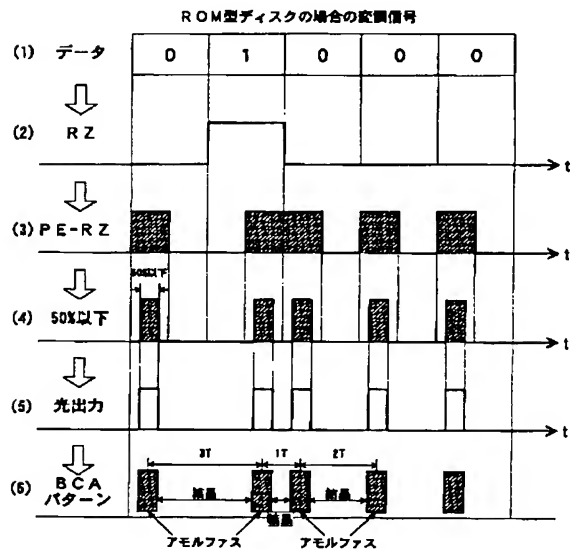 ROM型ディスクの場合の変調信号
(1) データ 0 1 0 0 0
(2) RZ t
(3) PE-RZ t
50%以下
(4) 50%以下 t
(5) 光出力 t
3T 1T 2T
(6) BCA
パターン
結晶 結晶
結晶
アモルファス アモルファス